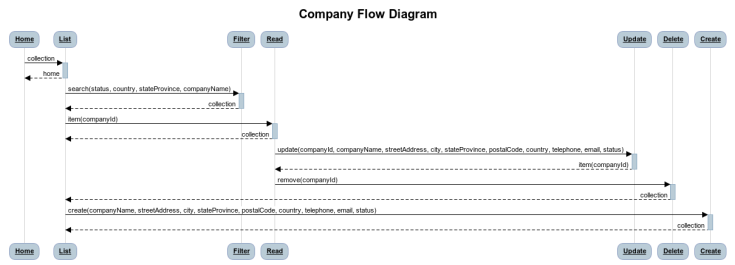 Company Flow Diagram
Home List Filter Read Update Delete Create
collection
home
search(status, country, stateProvince, companyName)
collection
item(companyId)
collection
update(companyId, companyName, streetAddress, city, stateProvince, postalCode, country, telephone, email, status)
item(companyId)
remove(companyId)
collection
create(companyName, streetAddress, city, stateProvince, postalCode, country, telephone, email, status)
collection
Home List Filter Read Update Delete Create